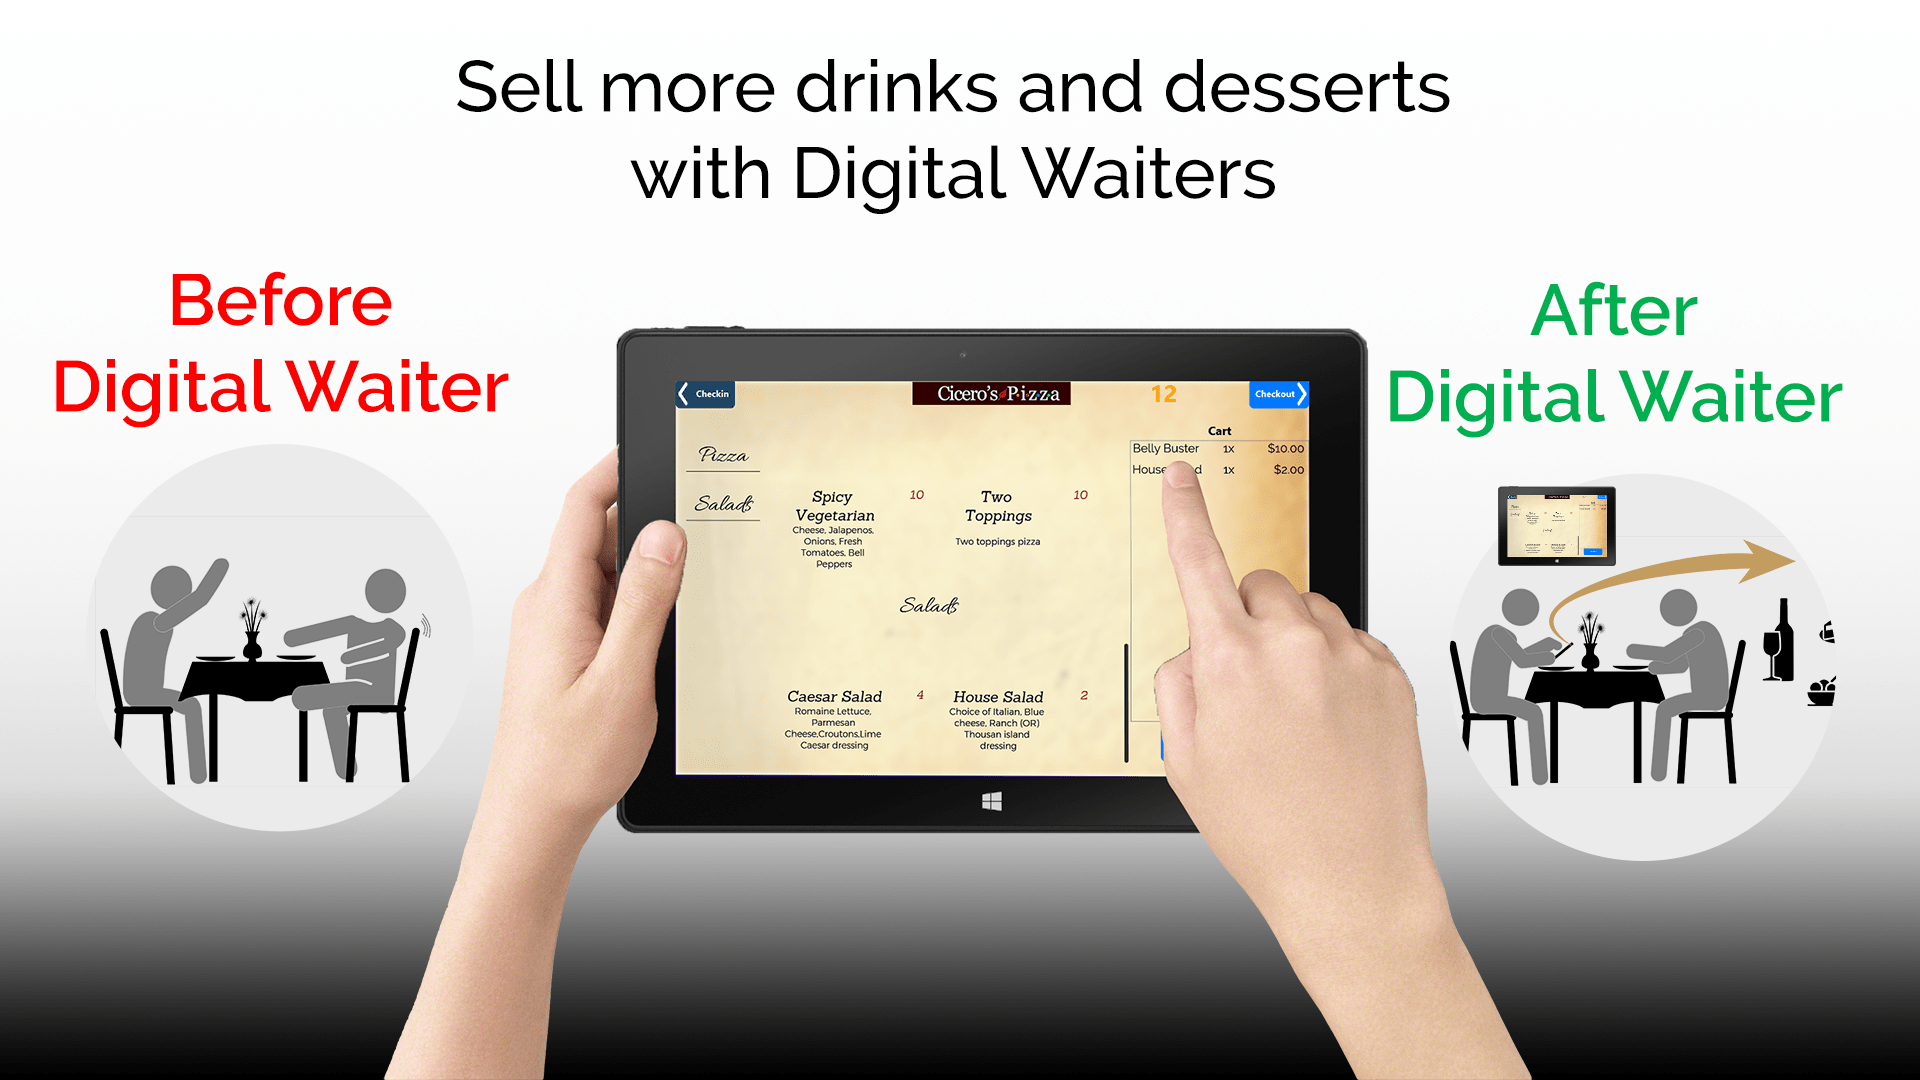 Sell more drinks and desserts
with Digital Waiters
Before
Digital Waiter
After
Digital Waiter
Checkin
Cicero's Pizza
12
Checkout
Cart
Belly Buster 1x $10.00
House d 1x $2.00
Pizza
Salads
Spicy
Vegetarian
10
Cheese, Jalapenos,
Onions, Fresh
Tomatoes, Bell
Peppers
Two
Toppings
10
Two toppings pizza
Salads
Caesar Salad
4
Romaine Lettuce,
Parmesan
Cheese,Croutons,Lime
Caesar dressing
House Salad
2
Choice of Italian, Blue
cheese, Ranch (OR)
Thousan island
dressing